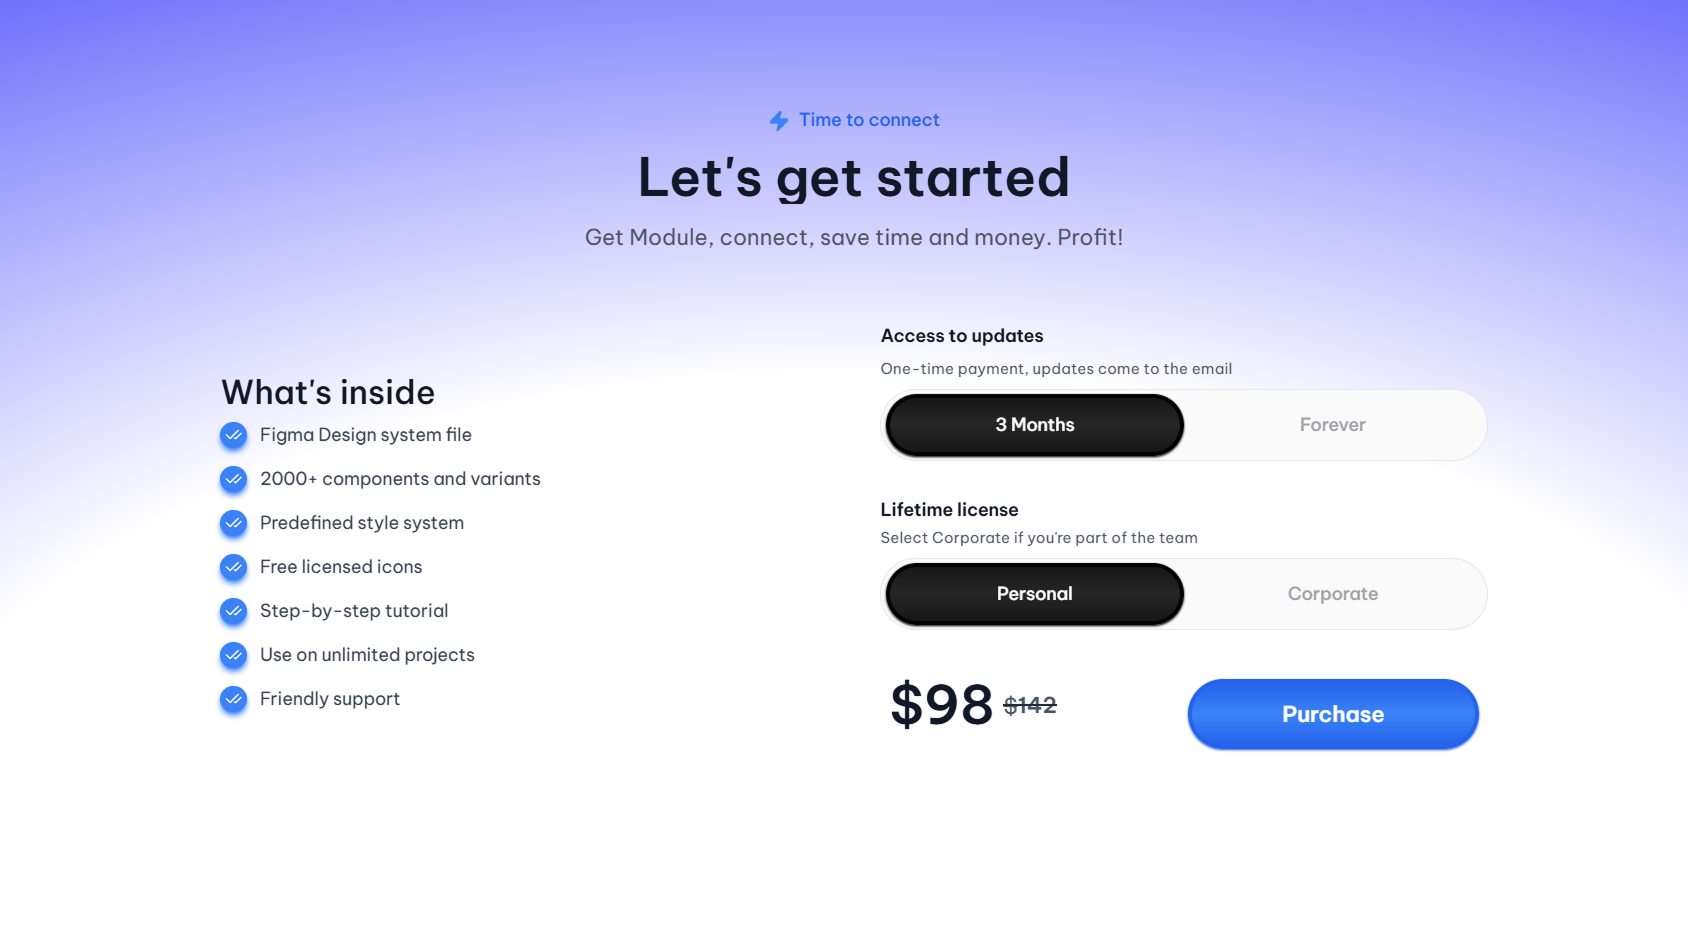 Time to connect
Let's get started
Get Module, connect, save time and money. Profit!
What's inside
Figma Design system file
2000+ components and variants
Predefined style system
Free licensed icons
Step-by-step tutorial
Use on unlimited projects
Friendly support
Access to updates
One-time payment, updates come to the email
3 Months Forever
Lifetime license
Select Corporate if you're part of the team
Personal Corporate
$98 $142
Purchase